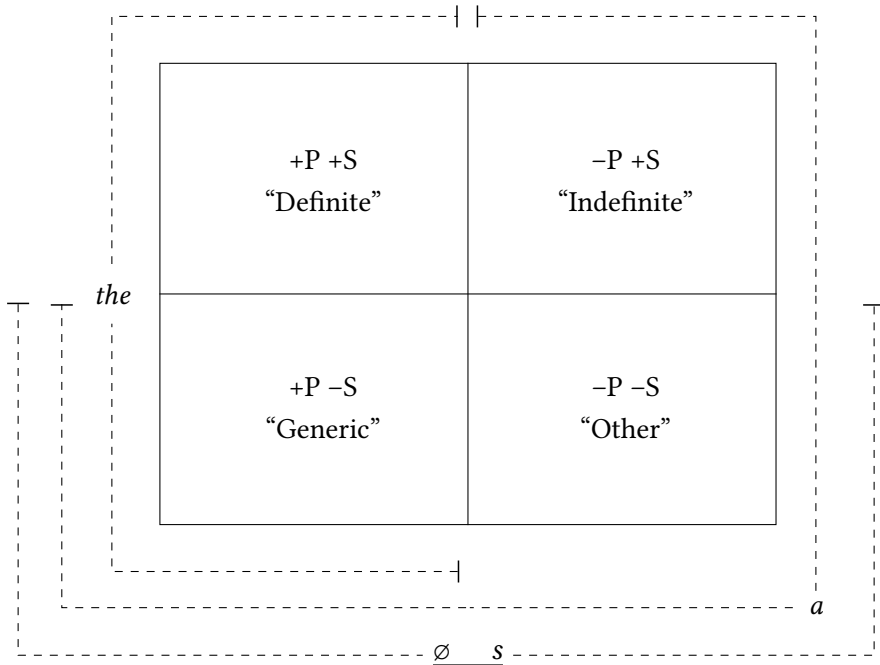 +P +S
“Definite”
–P +S
“Indefinite”
the
+P –S
“Generic”
–P –S
“Other”
a
∅ s